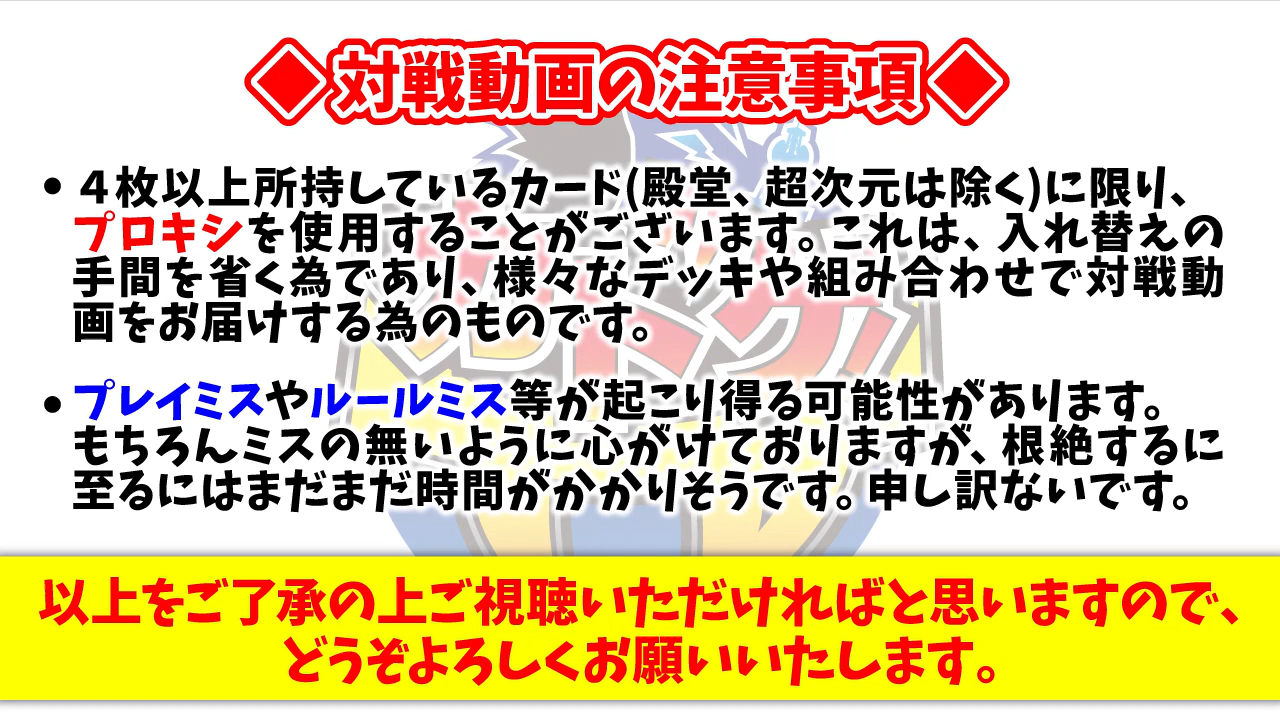 ◆対戦動画の注意事項◆
• 4枚以上所持しているカード(殿堂、超次元は除く)に限り、
プロキシを使用することがございます。これは、入れ替えの
手間を省く為であり、様々なデッキや組み合わせで対戦動
画をお届けする為のものです。
• プレイミスやルールミス等が起こり得る可能性があります。
もちろんミスの無いように心がけておりますが、根絶するに
至るにはまだまだ時間がかかりそうです。申し訳ないです。
以上をご了承の上ご視聴いただければと思いますので、
どうぞよろしくお願いいたします。